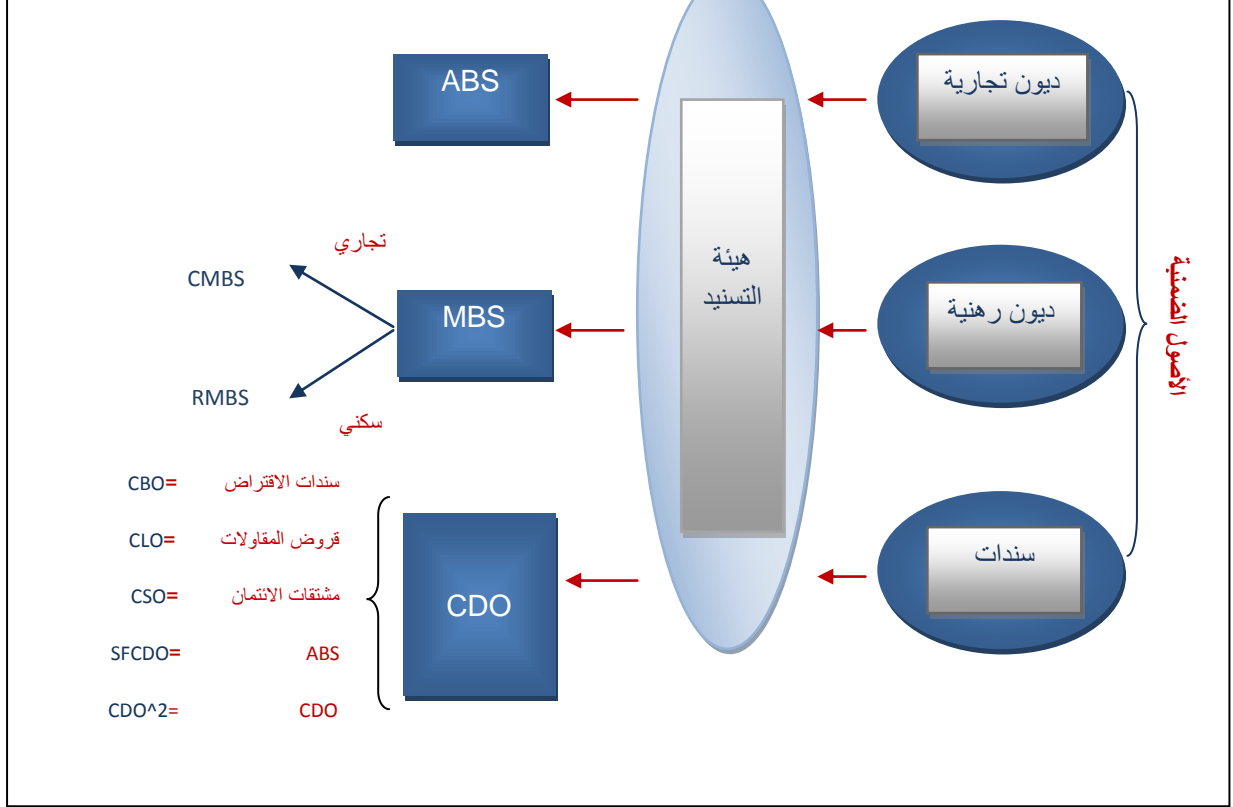 ديون تجارية
ABS
هيئة
التسنيد
الأصول الضمنية
تجاري
CMBS
ديون رهنية
MBS
RMBS
سكني
سندات الاقتراض =CBO
قروض المقاولات =CLO
سندات
CDO
مشتقات الائتمان =CSO
ABS =SFCDO
CDO =CDO^2